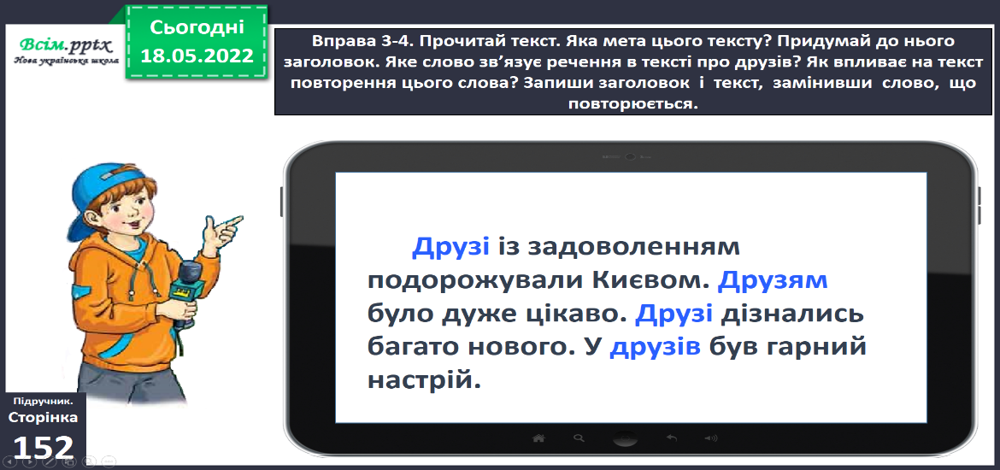 Всім.pptx
Нова українська школа
Сьогодні
18.05.2022
Вправа 3-4. Прочитай текст. Яка мета цього тексту? Придумай до нього
заголовок. Яке слово зв’язує речення в тексті про друзів? Як впливає на текст
повторення цього слова? Запиши заголовок і текст, замінивши слово, що
повторюється.
Друзі із задоволенням
подорожували Києвом. Друзям
було дуже цікаво. Друзі дізнались
багато нового. У друзів був гарний
настрій.
Підручник.
Сторінка
152